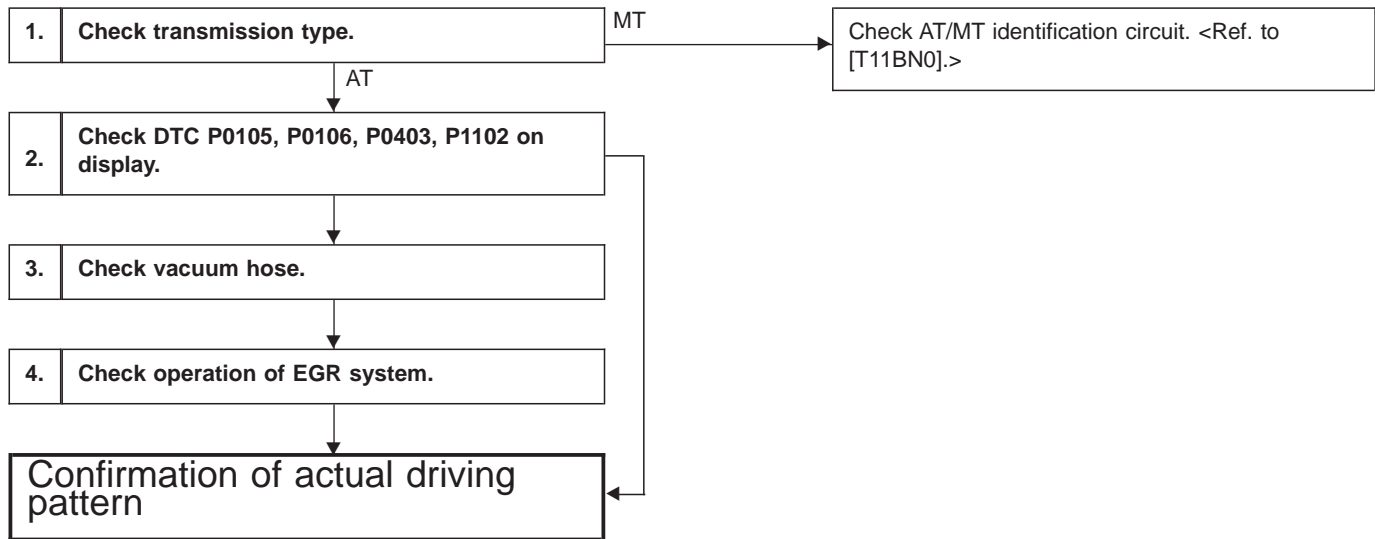 1. Check transmission type.
MT
Check AT/MT identification circuit. <Ref. to
[T11BN0].>
AT
2. Check DTC P0105, P0106, P0403, P1102 on
display.
3. Check vacuum hose.
4. Check operation of EGR system.
Confirmation of actual driving
pattern